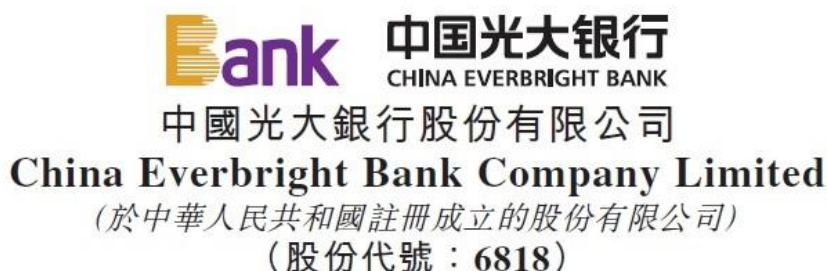 Bank 中国光大银行
CHINA EVERBRIGHT BANK
中國光大銀行股份有限公司
China Everbright Bank Company Limited
(於中華人民共和國註冊成立的股份有限公司)
(股份代號：6818)